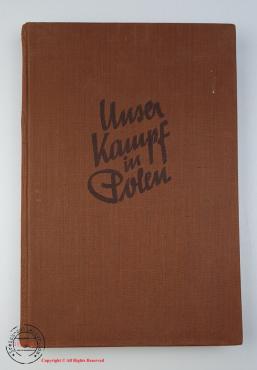 Unser
Kampf
in
Polen
Copyright © All Rights Reserved